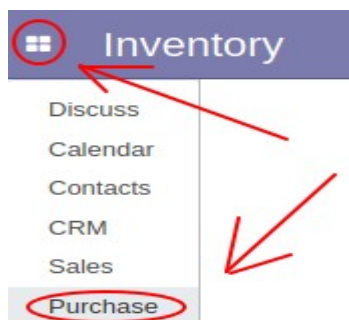 Inventory
Discuss
Calendar
Contacts
CRM
Sales
Purchase